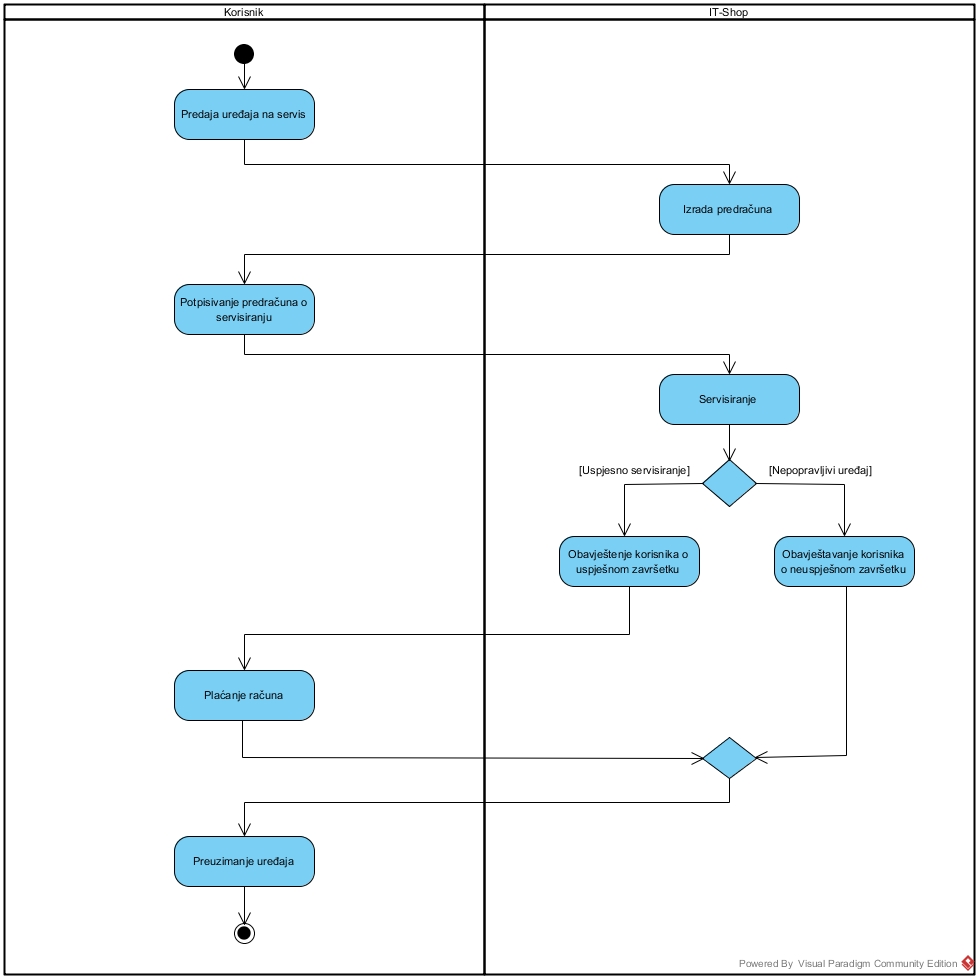 Korisnik
IT-Shop
Predaja uređaja na servis
Izrada predračuna
Potpisivanje predračuna o
servisiranju
Servisiranje
[Uspjesno servisiranje]
[Nepopravljivi uređaj]
Obavještenje korisnika o
uspješnom završetku
Obavještavanje korisnika
o neuspješnom završetku
Plaćanje računa
Preuzimanje uređaja
Powered By Visual Paradigm Community Edition